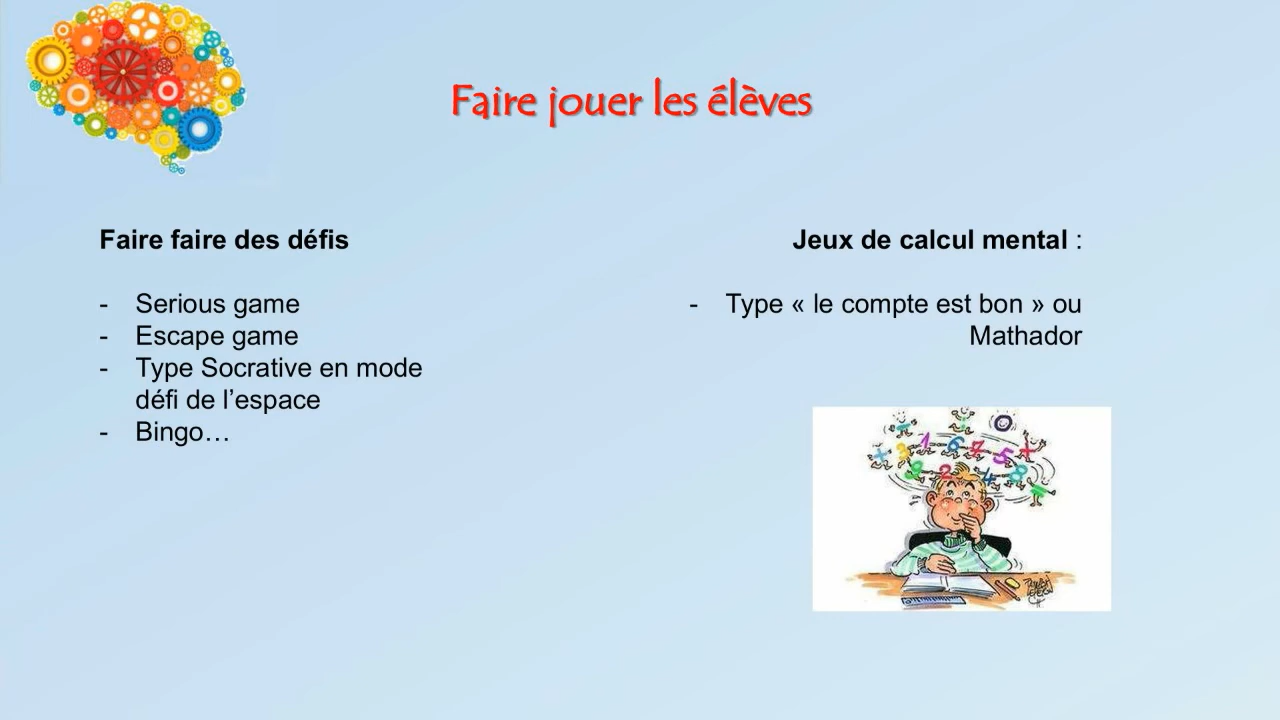 Faire jouer les élèves
Faire faire des défis
- Serious game
- Escape game
- Type Socrative en mode
défi de l’espace
- Bingo…
Jeux de calcul mental :
- Type « le compte est bon » ou
Mathador